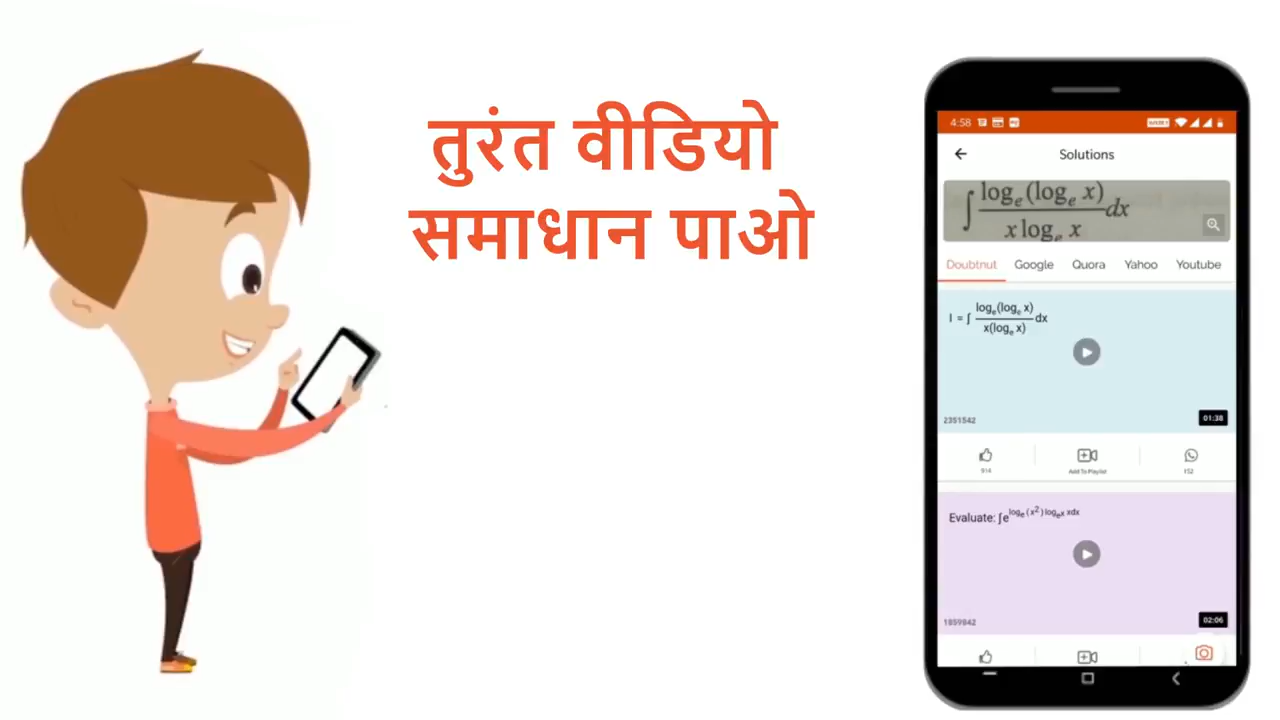 तुरंत वीडियो
समाधान पाओ
4:58
Solutions
∫ logₑ(logₑ x) / x logₑ x dx
Doubtnut Google Quora Yahoo Youtube
I = ∫ logₑ(logₑ x) / x(logₑ x) dx
2351542 01:38
914 Add To Playlist 152
Evaluate: ∫e^logₑ(x²) logₑx xdx
1859842 02:06